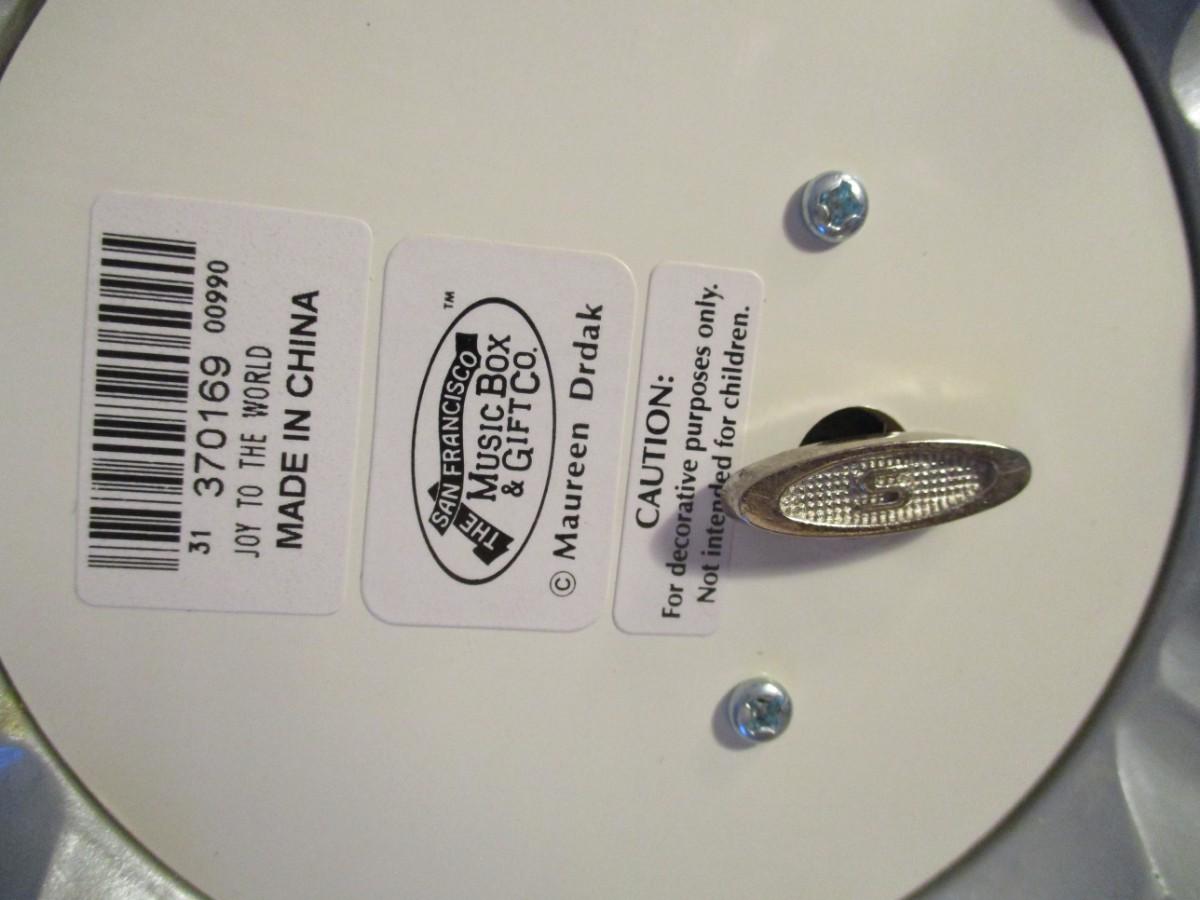 31 370169 00990
JOY TO THE WORLD
MADE IN CHINA
THE SAN FRANCISCO
MUSIC BOX
& GIFT CO.
TM
© Maureen Drdak
CAUTION:
For decorative purposes only.
Not intended for children.
S